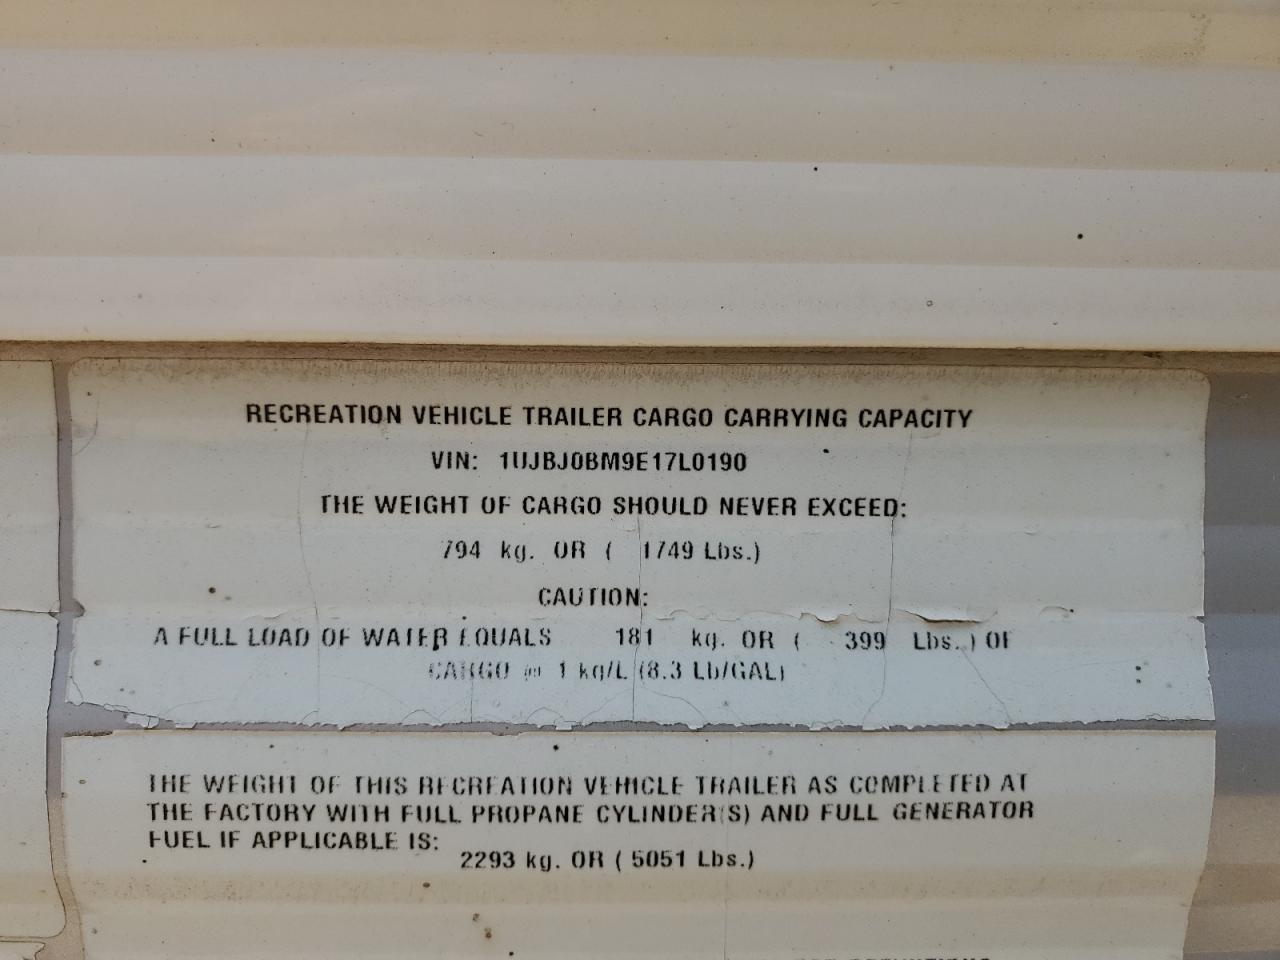 RECREATION VEHICLE TRAILER CARGO CARRYING CAPACITY
VIN: 1UJBJ0BM9E17L0190
THE WEIGHT OF CARGO SHOULD NEVER EXCEED:
794 kg. OR ( 1749 Lbs.)
CAUTION:
A FULL LOAD OF WATER EQUALS 181 kg. OR ( 399 Lbs.) OF
CARGO @ 1 kg/L (8.3 Lb/GAL)
THE WEIGHT OF THIS RECREATION VEHICLE TRAILER AS COMPLETED AT
THE FACTORY WITH FULL PROPANE CYLINDER(S) AND FULL GENERATOR
FUEL IF APPLICABLE IS:
2293 kg. OR ( 5051 Lbs.)